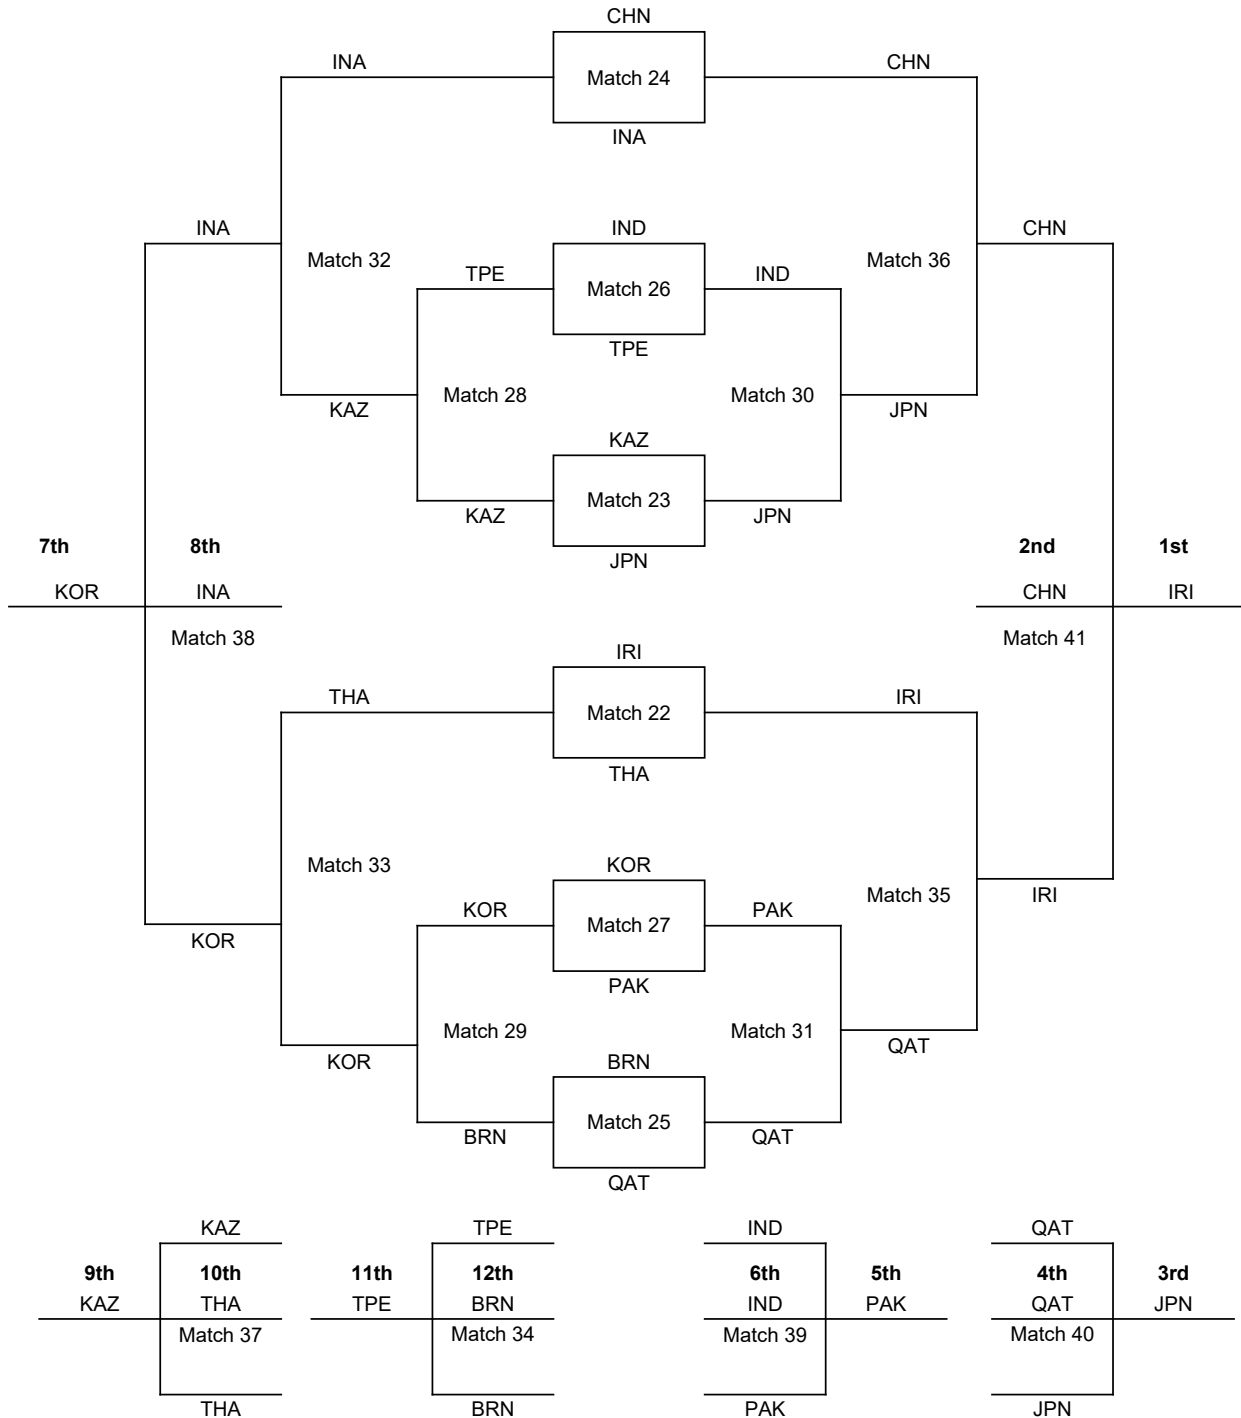 CHN
INA
CHN
Match 24
INA
INA
IND
CHN
Match 32
TPE
Match 26
IND
Match 36
TPE
KAZ
Match 28
Match 30
JPN
KAZ
KAZ
Match 23
JPN
JPN
7th
8th
2nd
1st
KOR
INA
CHN
IRI
Match 38
Match 41
IRI
THA
Match 22
IRI
THA
Match 33
KOR
Match 35
KOR
KOR
Match 27
PAK
IRI
PAK
KOR
Match 29
Match 31
QAT
BRN
BRN
Match 25
QAT
QAT
KAZ
TPE
IND
QAT
9th
10th
11th
12th
6th
5th
4th
3rd
KAZ
THA
TPE
BRN
IND
PAK
QAT
JPN
Match 37
Match 34
Match 39
Match 40
THA
BRN
PAK
JPN